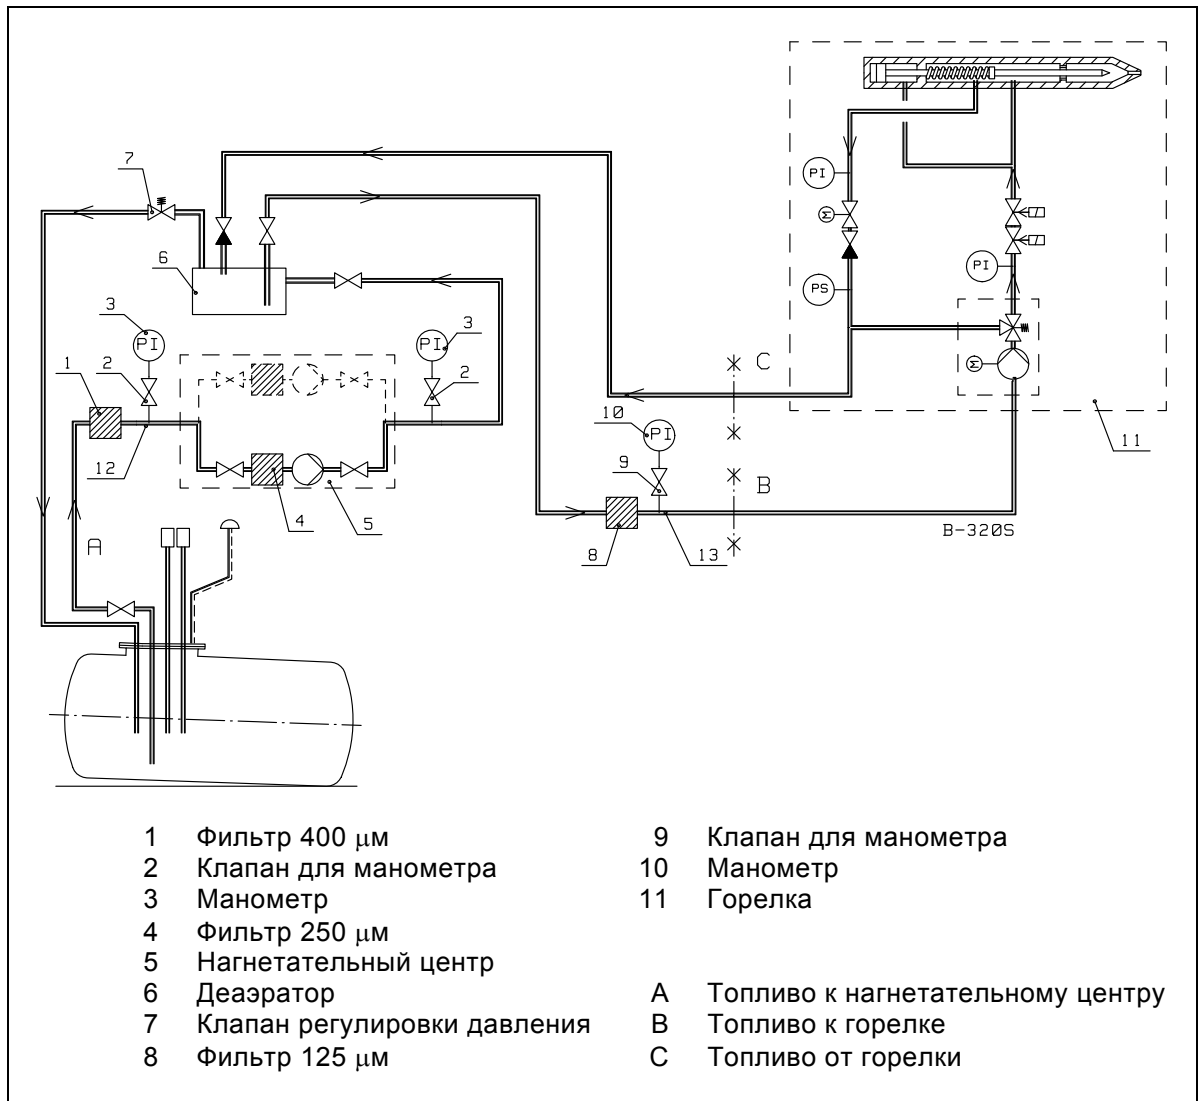 7
PI
6
PI
3
PI
3
PI
PS
1
2
2
C
10
PI
11
12
9
B
A
4
5
8
13
B-320S
1 Фильтр 400 μм
2 Клапан для манометра
3 Манометр
4 Фильтр 250 μм
5 Нагнетательный центр
6 Деаэратор
7 Клапан регулировки давления
8 Фильтр 125 μм
9 Клапан для манометра
10 Манометр
11 Горелка
A Топливо к нагнетательному центру
B Топливо к горелке
C Топливо от горелки